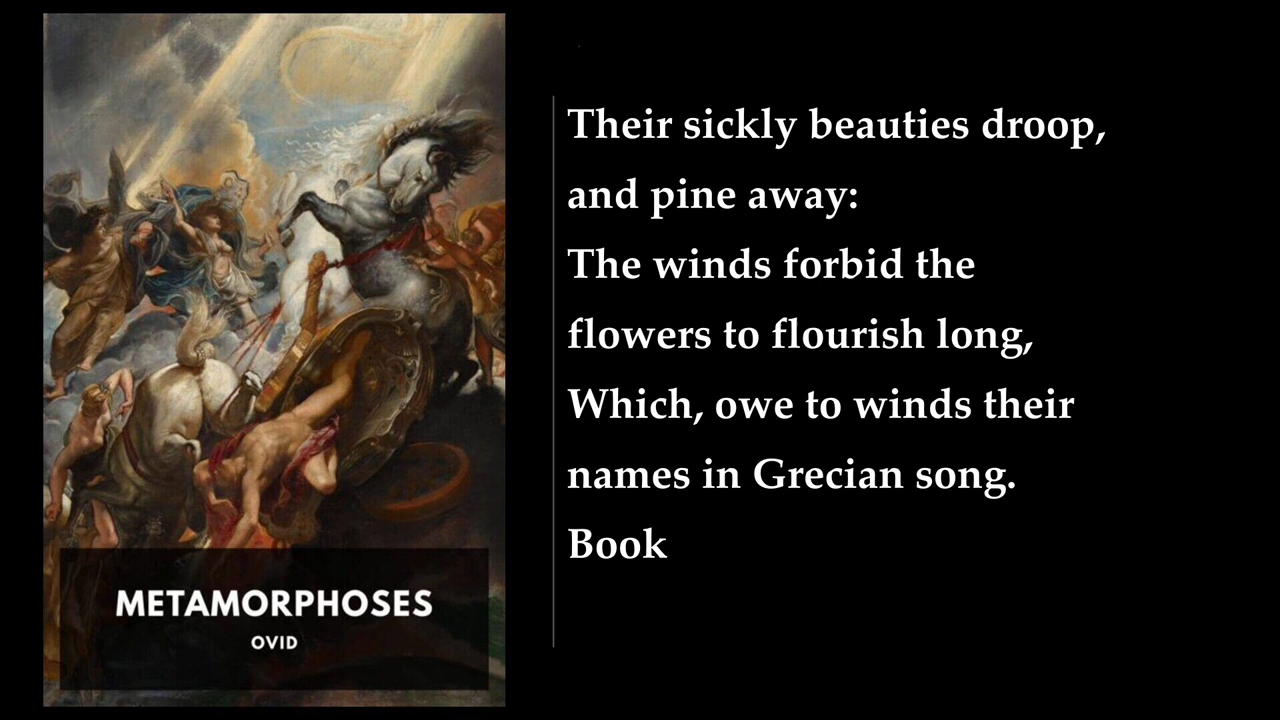 METAMORPHOSES
OVID
Their sickly beauties droop,
and pine away:
The winds forbid the
flowers to flourish long,
Which, owe to winds their
names in Grecian song.
Book